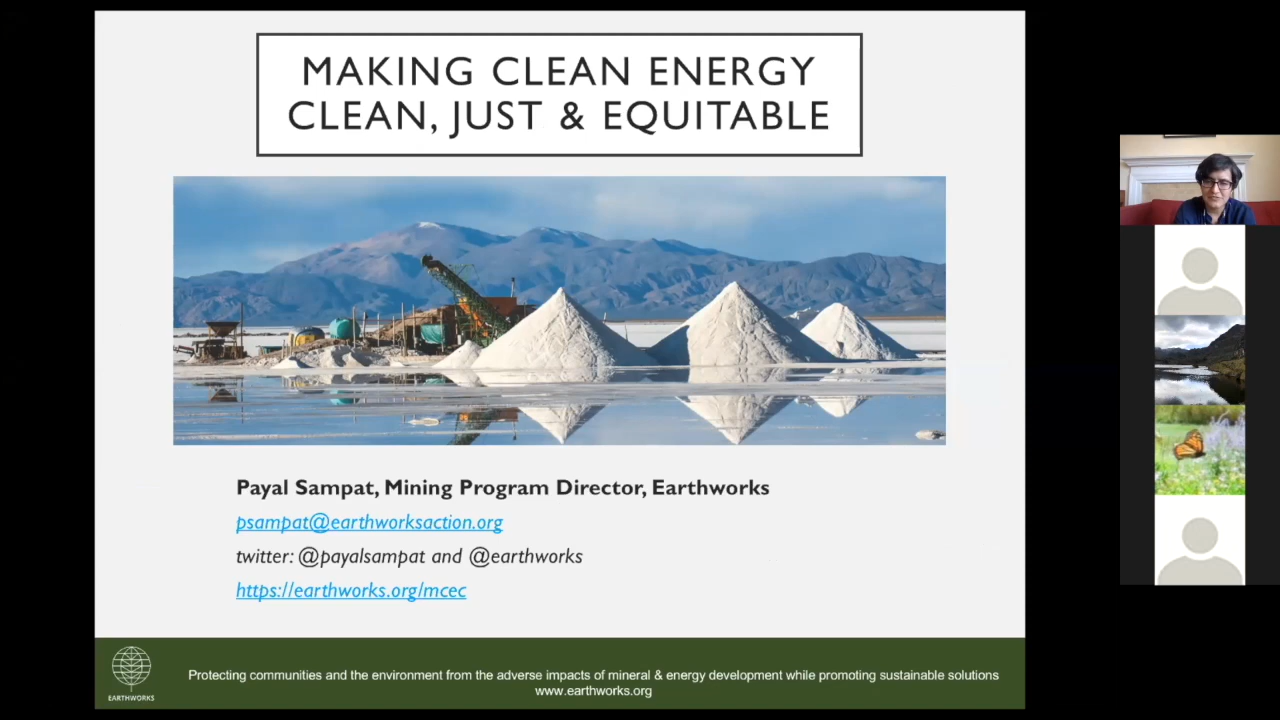 MAKING CLEAN ENERGY
CLEAN, JUST & EQUITABLE
Payal Sampat, Mining Program Director, Earthworks
psampat@earthworksaction.org
twitter: @payalsampat and @earthworks
https://earthworks.org/mcec
EARTHWORKS
Protecting communities and the environment from the adverse impacts of mineral & energy development while promoting sustainable solutions
www.earthworks.org